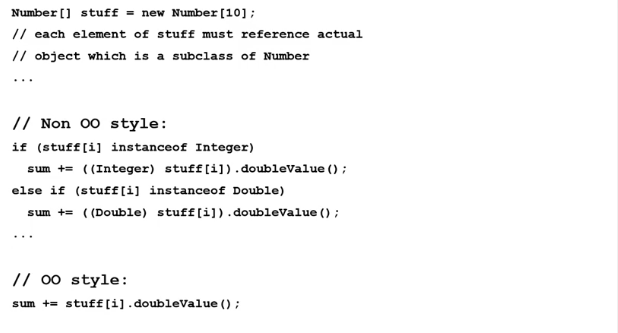 Number[] stuff = new Number[10];
// each element of stuff must reference actual
// object which is a subclass of Number
...
// Non OO style:
if (stuff[i] instanceof Integer)
  sum += ((Integer) stuff[i]).doubleValue();
else if (stuff[i] instanceof Double)
  sum += ((Double) stuff[i]).doubleValue();
...
// OO style:
sum += stuff[i].doubleValue();